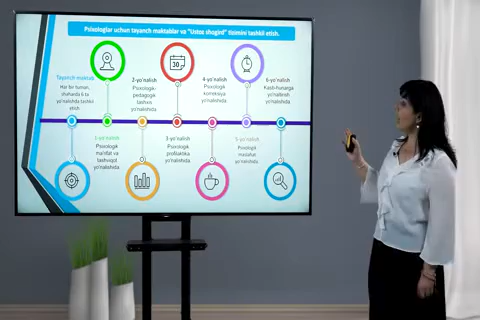 Psixologlar uchun tayanch maktablar va "Ustoz shogird" tizimini tashkil etish.
Tayanch maktab
Har bir tuman,
shaharda 6 ta
yo'nalishda tashkil
etish
2-yo'nalish
Psixologik-
pedagogik
tashxis
yo'nalishida
4-yo'nalish
Psixologik
korreksiya
yo'nalishida.
6-yo'nalish
Kasb-hunarga
yo'naltirish
yo'nalishida
30
1-yo'nalish
Psixologik
ma'rifat va
tashviqot
yo'nalishida
3-yo'nalish
Psixologik
profilaktika
yo'nalishida.
5-yo'nalish
Psixologik
maslahat
yo'nalishida